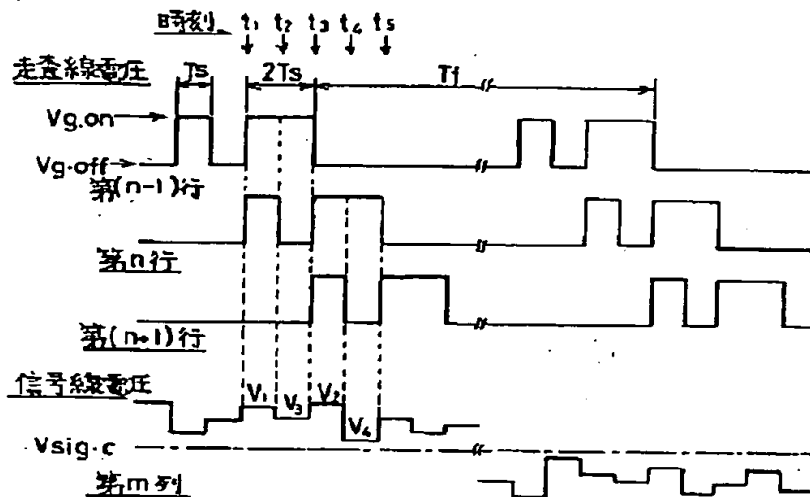 時刻 t₁ t₂ t₃ t₄ t₅
走査線電圧 Ts 2Ts Tf
Vg.on
Vg.off
第(n-1)行
第n行
第(n+1)行
信号線電圧
V₁ V₃ V₂ V₄
Vsig.c
第m列